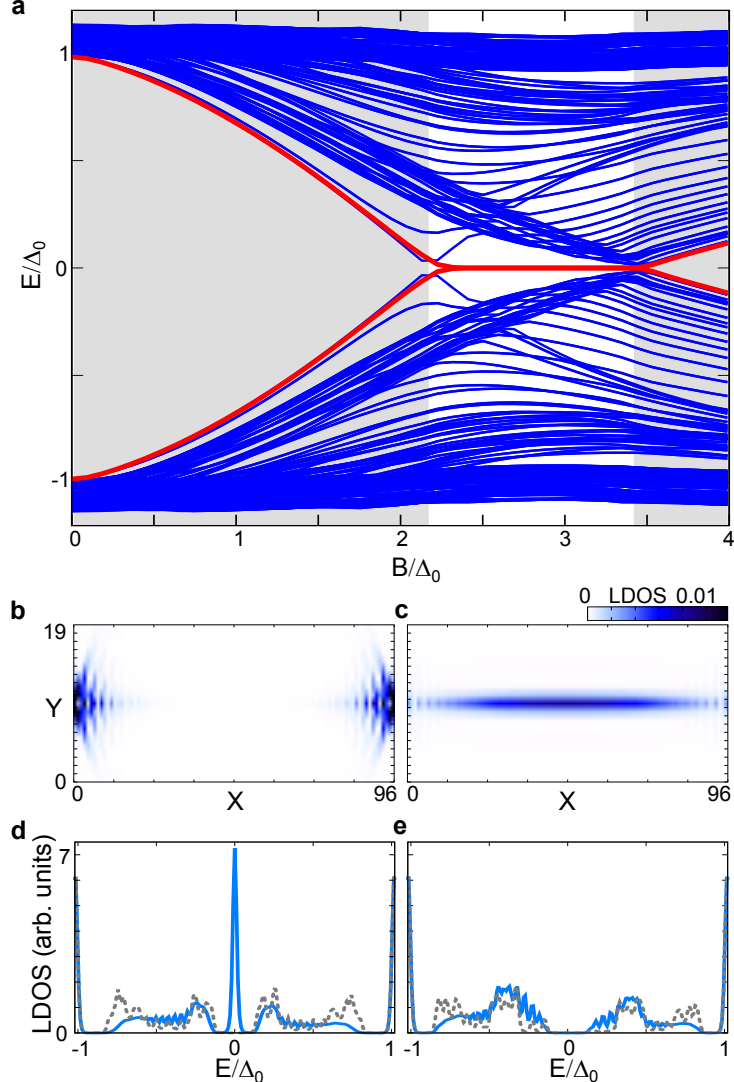 a
1
E/Δ₀
0
-1
0 1 2 3 4
B/Δ₀
0 LDOS 0.01
b c
19
Y
0
0 X 96 0 X 96
d e
7
LDOS (arb. units)
0
-1 0 1 -1 0 1
E/Δ₀ E/Δ₀